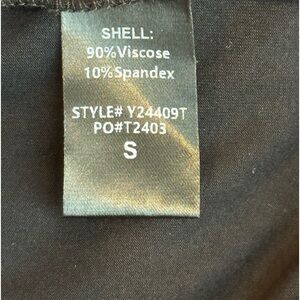 SHELL:
90%Viscose
10%Spandex
STYLE# Y24409T
PO#T2403
S